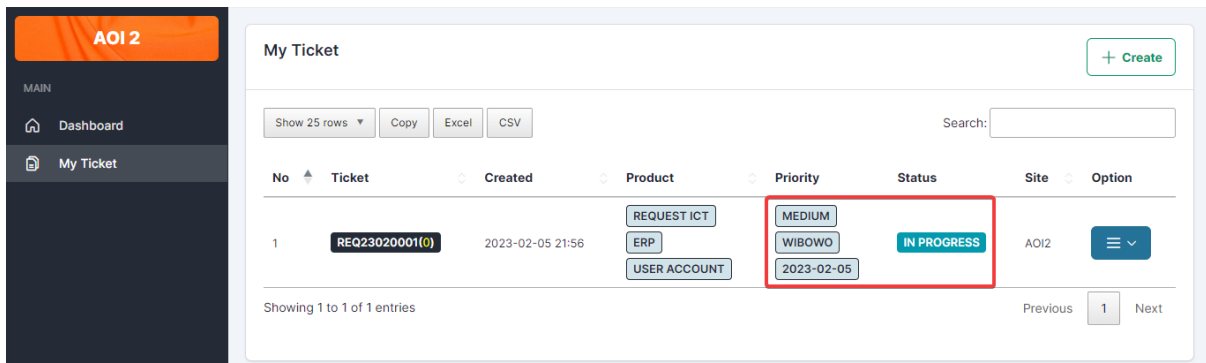 AOI 2
MAIN
Dashboard
My Ticket
My Ticket
+ Create
Show 25 rows Copy Excel CSV Search:
No Ticket Created Product Priority Status Site Option
1 REQ23020001(0) 2023-02-05 21:56 REQUEST ICT MEDIUM IN PROGRESS AOI2
ERP WIBOWO
USER ACCOUNT 2023-02-05
Showing 1 to 1 of 1 entries Previous 1 Next